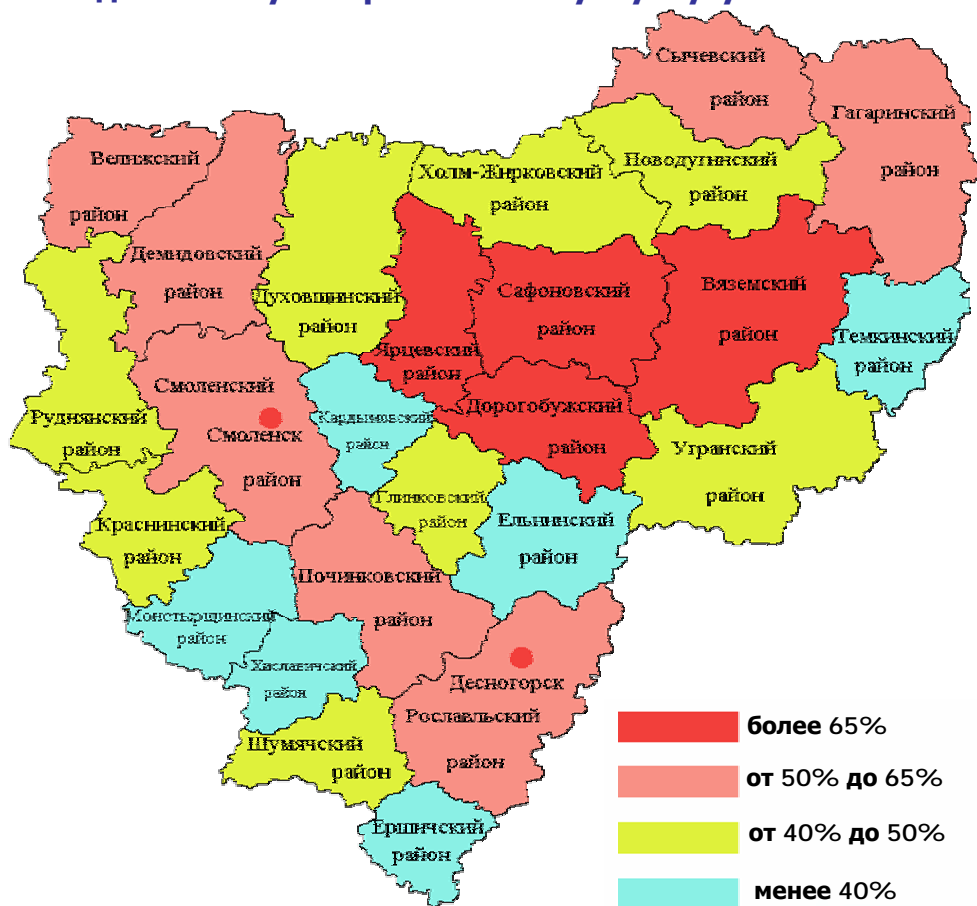 Сычевский
район
Гагаринский
район
Велижский
район
Холм-Жирковский
район
Новодугинский
район
Демидовский
район
Духовщинский
район
Сафоновский
район
Вяземский
район
Темкинский
район
Ярцевский
район
Смоленский
Смоленск
район
Кардымовский
район
Дорогобужский
район
Руднянский
район
Угранский
район
Глинковский
район
Краснинский
район
Ельнинский
район
Починковский
район
Монстырщинский
район
Хиславичский
район
Десногорск
Рославльский
район
Шумячский
район
Ершичский
район
более 65%
от 50% до 65%
от 40% до 50%
менее 40%